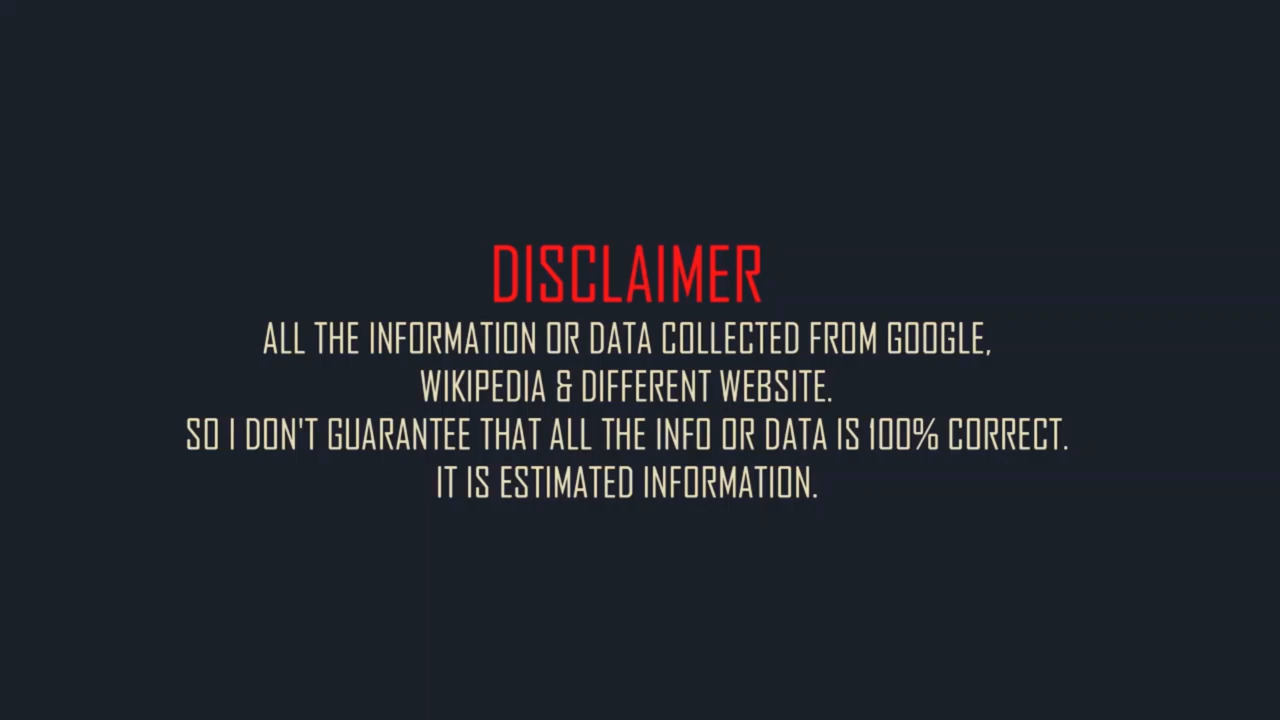 DISCLAIMER
ALL THE INFORMATION OR DATA COLLECTED FROM GOOGLE,
WIKIPEDIA & DIFFERENT WEBSITE.
SO I DON'T GUARANTEE THAT ALL THE INFO OR DATA IS 100% CORRECT.
IT IS ESTIMATED INFORMATION.